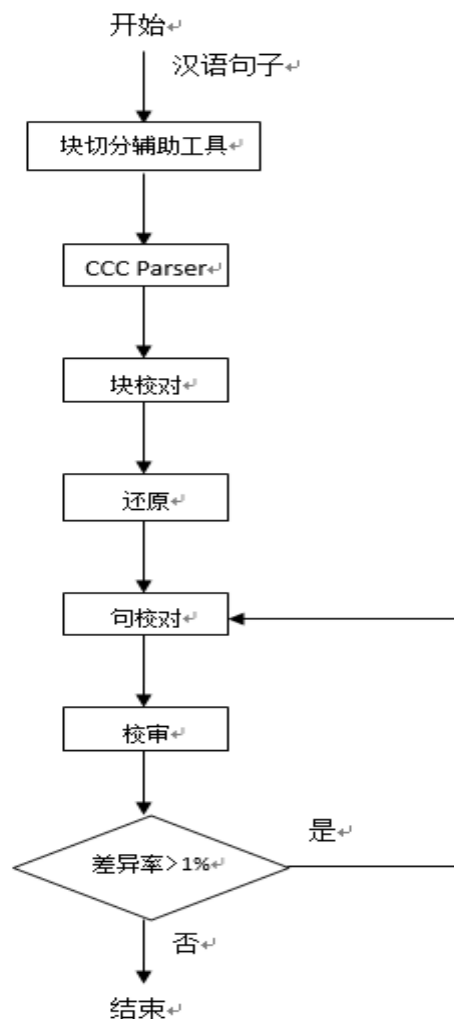 开始
汉语句子
块切分辅助工具
CCC Parser
块校对
还原
句校对
校审
差异率>1%
是
否
结束